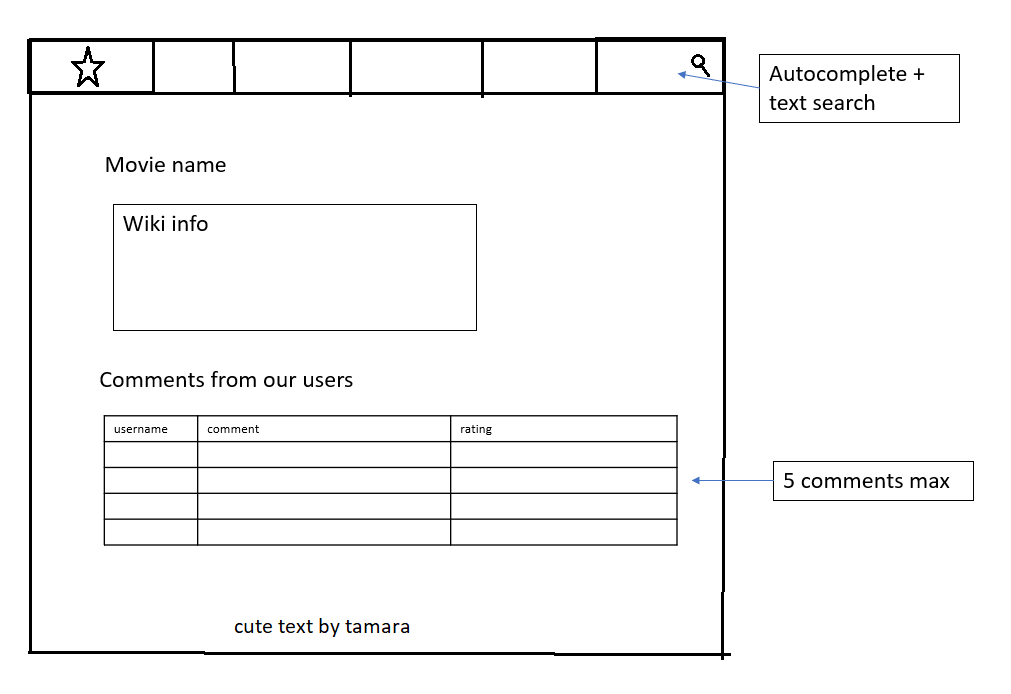 Autocomplete +
text search
Movie name
Wiki info
Comments from our users
username comment rating
5 comments max
cute text by tamara